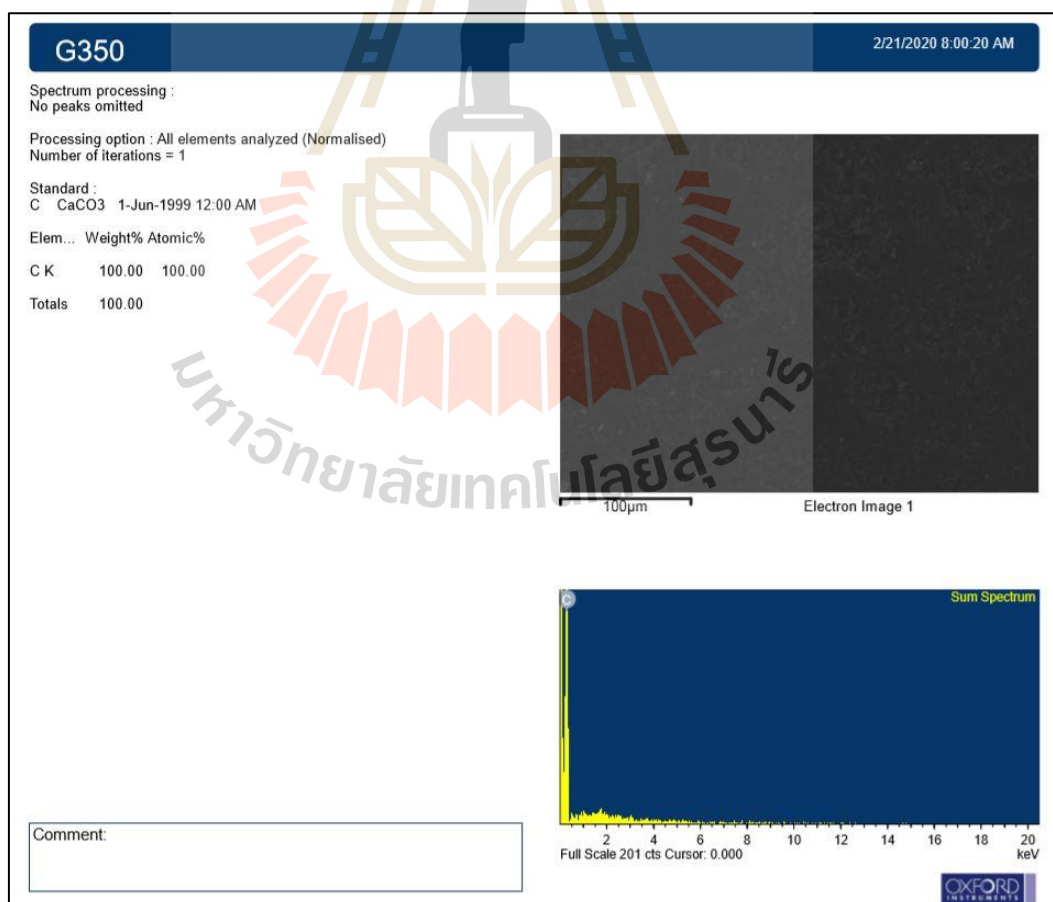 G350
2/21/2020 8:00:20 AM
Spectrum processing :
No peaks omitted
Processing option : All elements analyzed (Normalised)
Number of iterations = 1
Standard :
C CaCO3 1-Jun-1999 12:00 AM
Elem... Weight% Atomic%
C K 100.00 100.00
Totals 100.00
มหาวิทยาลัยเทคโนโลยีสุรนารี
100µm
Electron Image 1
C
Sum Spectrum
2 4 6 8 10 12 14 16 18 20
Full Scale 201 cts Cursor: 0.000
keV
Comment:
OXFORD
INSTRUMENTS